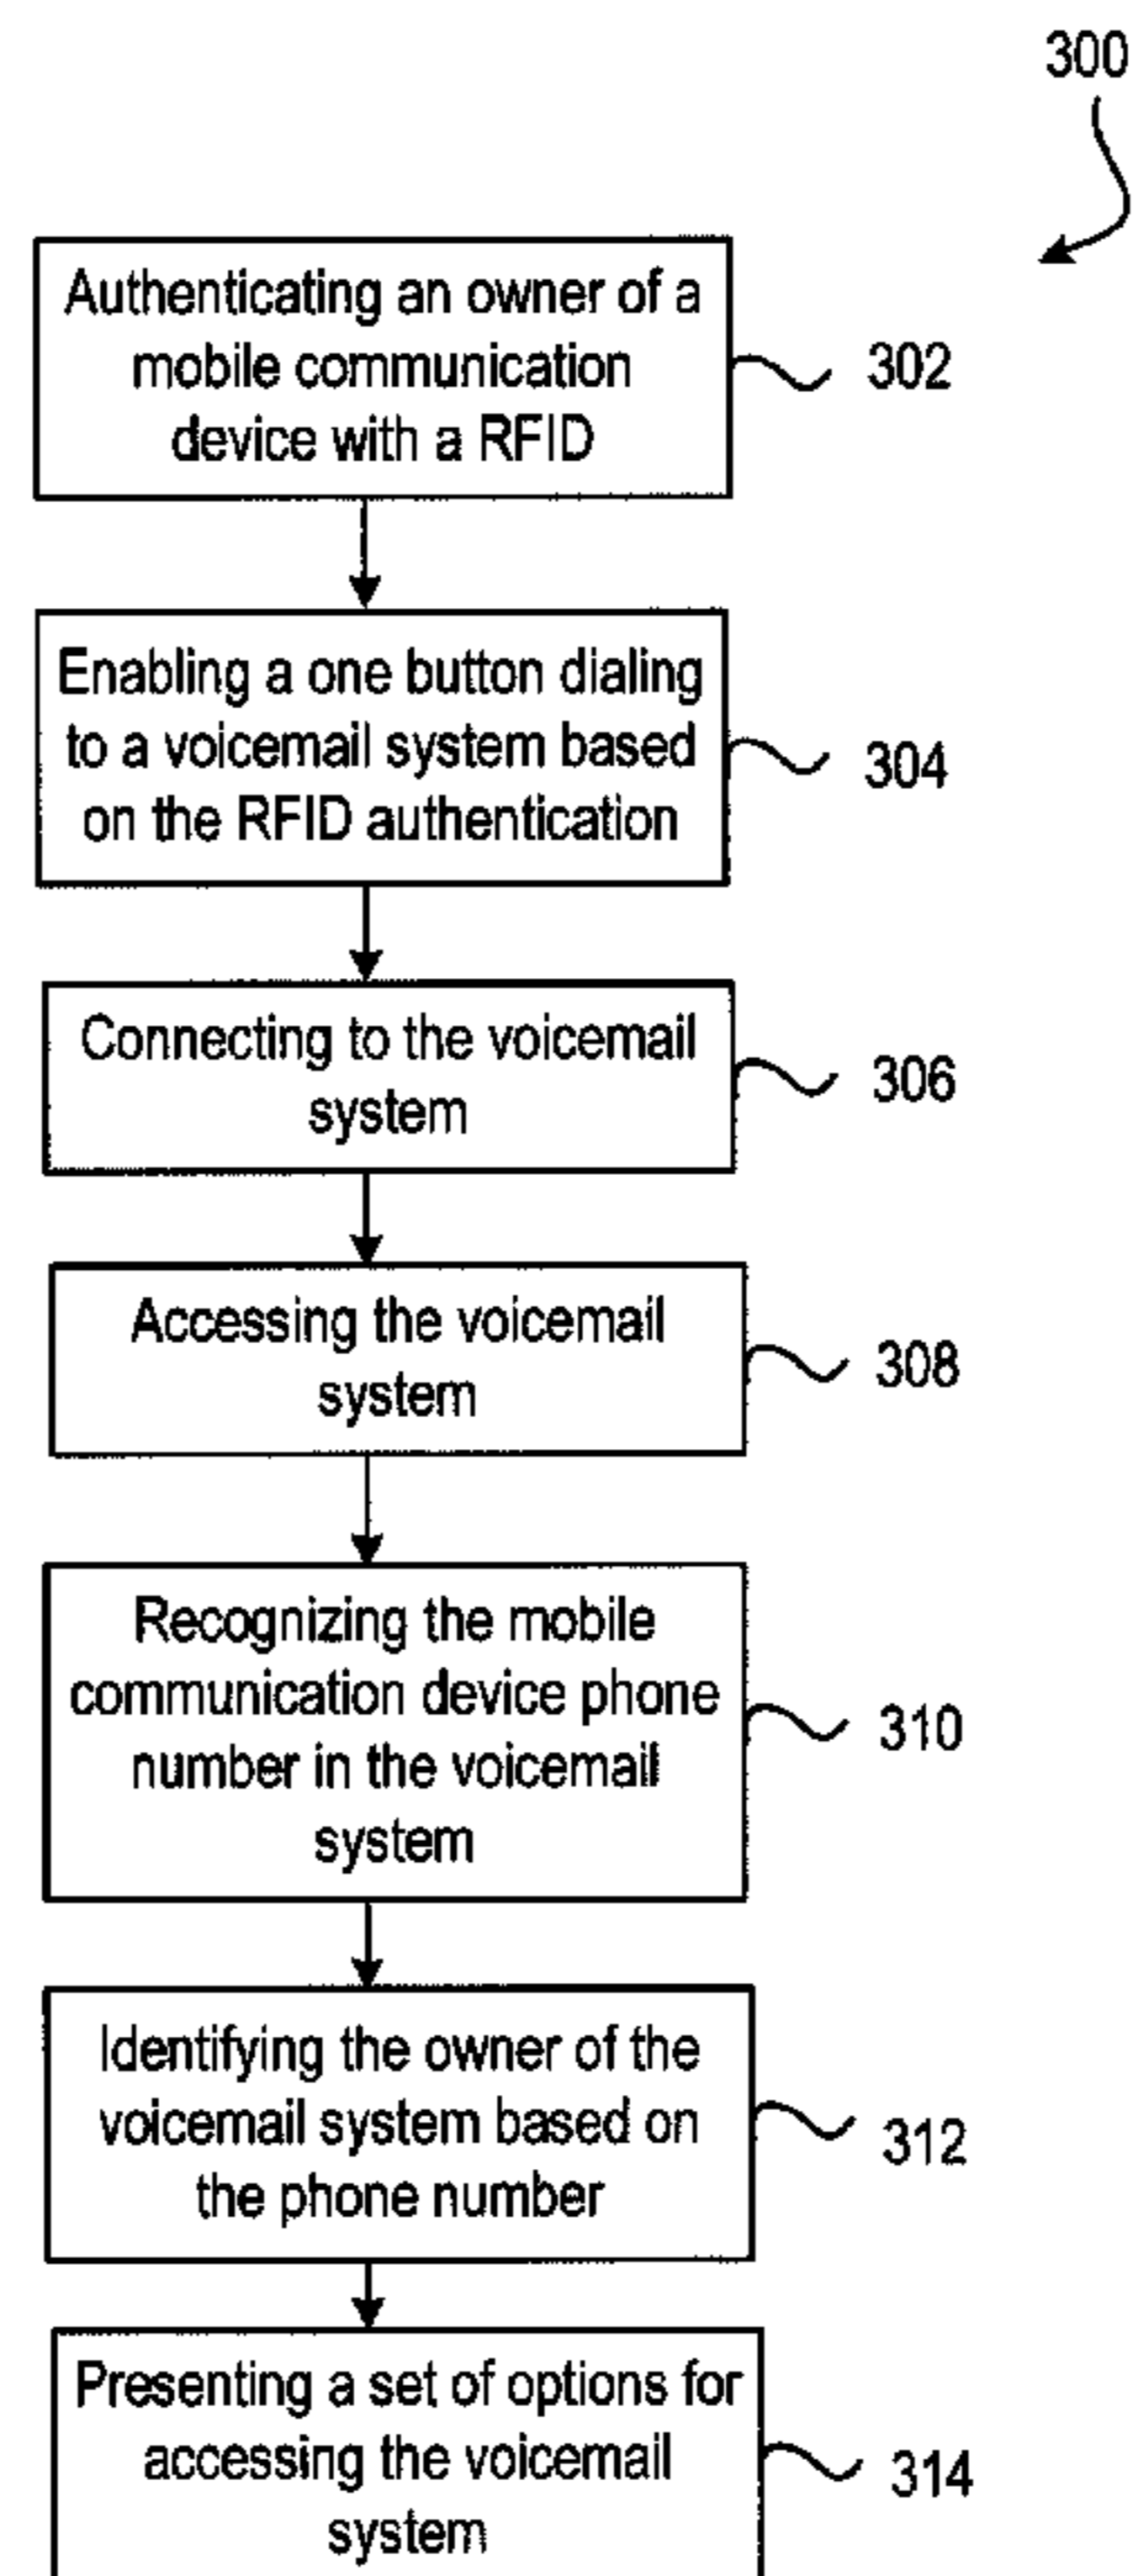 300
Authenticating an owner of a
mobile communication
device with a RFID
302
Enabling a one button dialing
to a voicemail system based
on the RFID authentication
304
Connecting to the voicemail
system
306
Accessing the voicemail
system
308
Recognizing the mobile
communication device phone
number in the voicemail
system
310
Identifying the owner of the
voicemail system based on
the phone number
312
Presenting a set of options for
accessing the voicemail
system
314